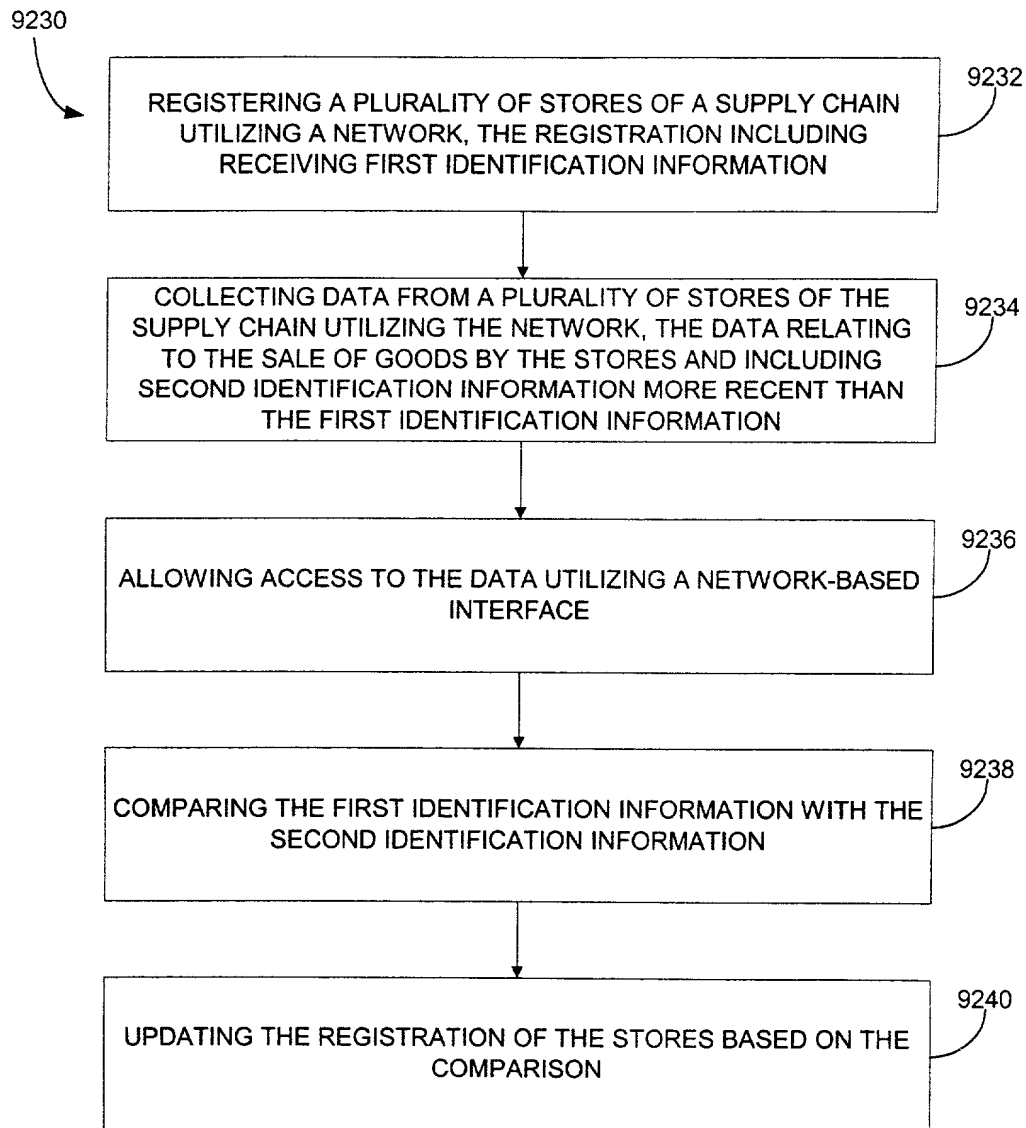 9230
9232
REGISTERING A PLURALITY OF STORES OF A SUPPLY CHAIN
UTILIZING A NETWORK, THE REGISTRATION INCLUDING
RECEIVING FIRST IDENTIFICATION INFORMATION
9234
COLLECTING DATA FROM A PLURALITY OF STORES OF THE
SUPPLY CHAIN UTILIZING THE NETWORK, THE DATA RELATING
TO THE SALE OF GOODS BY THE STORES AND INCLUDING
SECOND IDENTIFICATION INFORMATION MORE RECENT THAN
THE FIRST IDENTIFICATION INFORMATION
9236
ALLOWING ACCESS TO THE DATA UTILIZING A NETWORK-BASED
INTERFACE
9238
COMPARING THE FIRST IDENTIFICATION INFORMATION WITH THE
SECOND IDENTIFICATION INFORMATION
9240
UPDATING THE REGISTRATION OF THE STORES BASED ON THE
COMPARISON